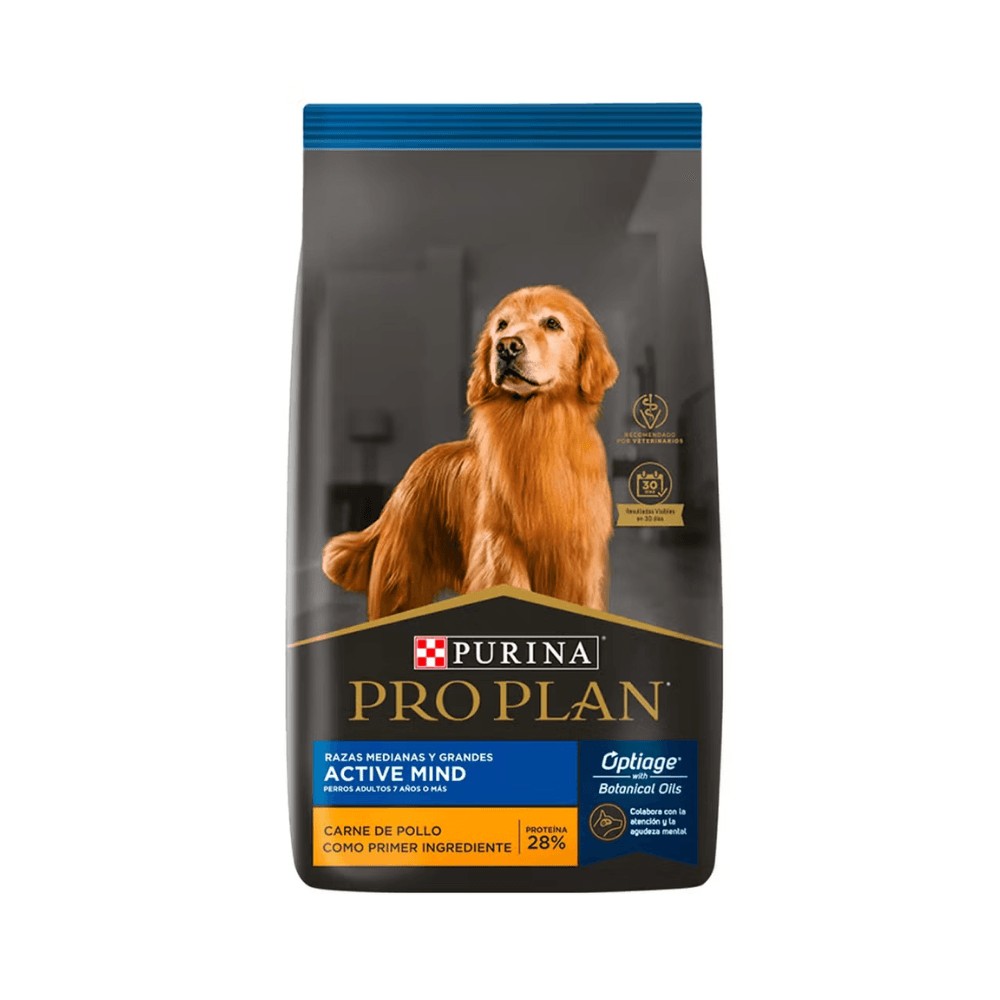 RECOMENDADO
POR VETERINARIOS
30
DÍAS
Resultados Visibles
en 30 días
PURINA
PRO PLAN
RAZAS MEDIANAS Y GRANDES
ACTIVE MIND
PERROS ADULTOS 7 AÑOS O MÁS
CARNE DE POLLO
COMO PRIMER INGREDIENTE
PROTEÍNA
28%
Optiage
with
Botanical Oils
Colabora con la
atención y la
agudeza mental